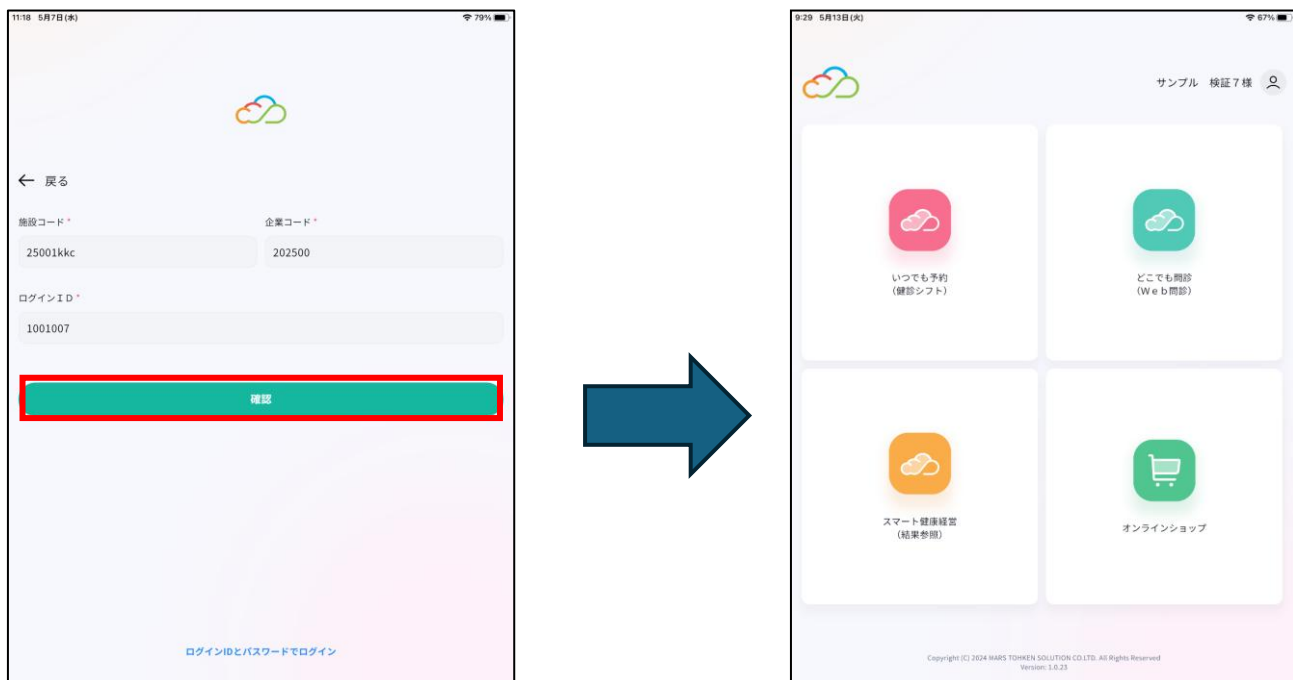 11:18 5月7日(水)
79%
戻る
施設コード *
企業コード *
25001kkc
202500
ログインID *
1001007
確認
ログインIDとパスワードでログイン
9:29 5月13日(火)
67%
サンプル 検証7様
いつでも予約
(健診シフト)
どこでも問診
(Web問診)
スマート健康経営
(結果参照)
オンラインショップ
Copyright (C) 2024 MARS TOHKEN SOLUTION CO.LTD. All Rights Reserved
Version: 1.0.23